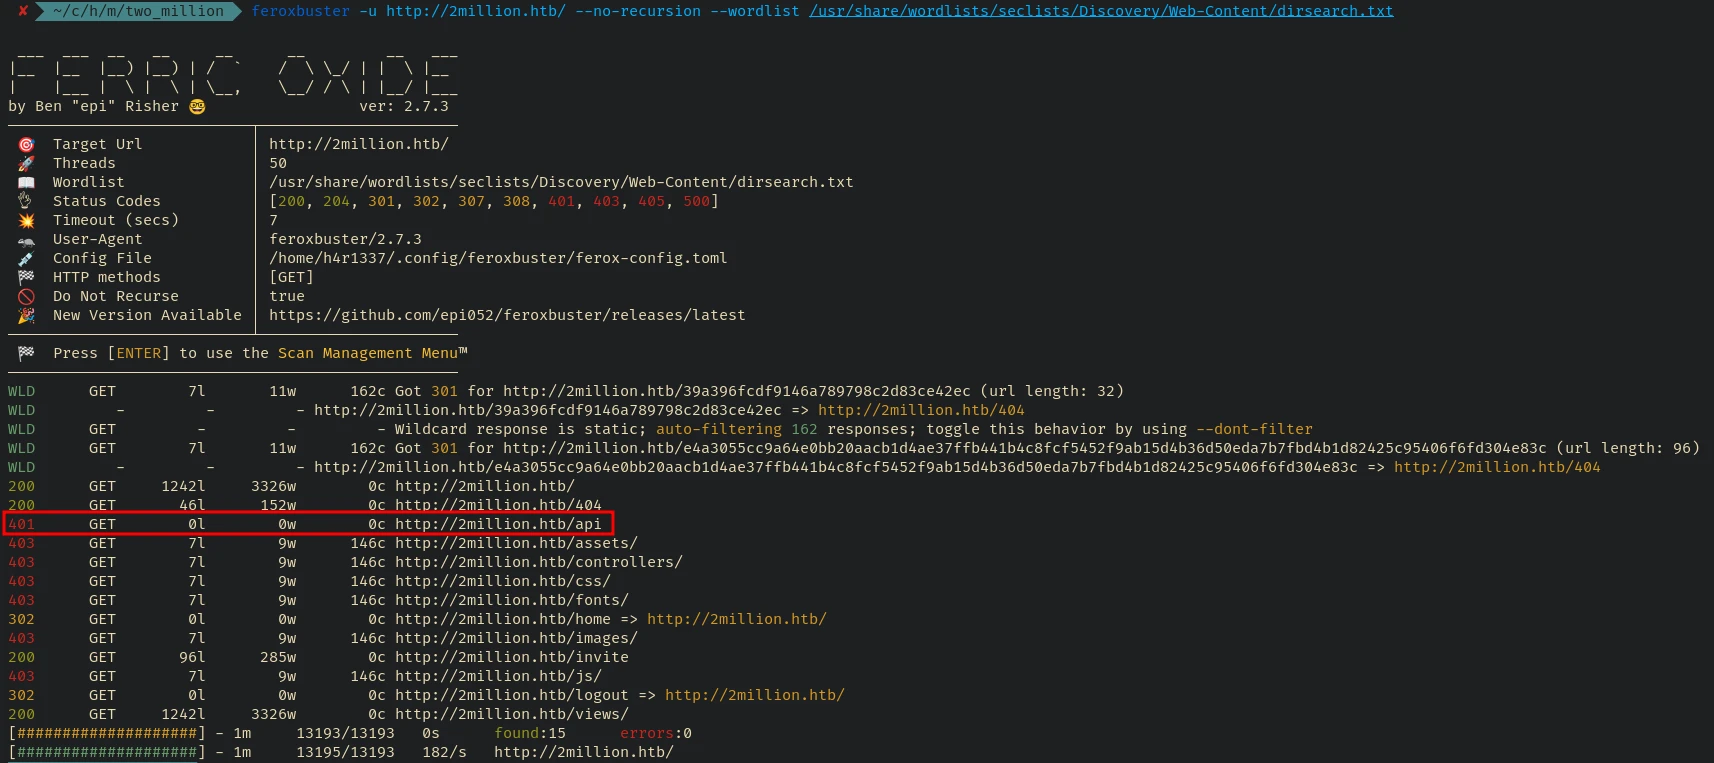 ✘ ~/c/h/m/two_million feroxbuster -u http://2million.htb/ --no-recursion --wordlist /usr/share/wordlists/seclists/Discovery/Web-Content/dirsearch.txt
FERRIC OXIDE
by Ben "epi" Risher 🤓 ver: 2.7.3
🎯 Target Url │ http://2million.htb/
🚀 Threads │ 50
📖 Wordlist │ /usr/share/wordlists/seclists/Discovery/Web-Content/dirsearch.txt
👌 Status Codes │ [200, 204, 301, 302, 307, 308, 401, 403, 405, 500]
💥 Timeout (secs) │ 7
🦡 User-Agent │ feroxbuster/2.7.3
💉 Config File │ /home/h4r1337/.config/feroxbuster/ferox-config.toml
🏁 HTTP methods │ [GET]
🚫 Do Not Recurse │ true
🎉 New Version Available │ https://github.com/epi052/feroxbuster/releases/latest
🏁 Press [ENTER] to use the Scan Management Menu™
WLD GET 7l 11w 162c Got 301 for http://2million.htb/39a396fcdf9146a789798c2d83ce42ec (url length: 32)
WLD - - - http://2million.htb/39a396fcdf9146a789798c2d83ce42ec => http://2million.htb/404
WLD GET - - - Wildcard response is static; auto-filtering 162 responses; toggle this behavior by using --dont-filter
WLD GET 7l 11w 162c Got 301 for http://2million.htb/e4a3055cc9a64e0bb20aacb1d4ae37ffb441b4c8fcf5452f9ab15d4b36d50eda7b7fbd4b1d82425c95406f6fd304e83c (url length: 96)
WLD - - - http://2million.htb/e4a3055cc9a64e0bb20aacb1d4ae37ffb441b4c8fcf5452f9ab15d4b36d50eda7b7fbd4b1d82425c95406f6fd304e83c => http://2million.htb/404
200 GET 1242l 3326w 0c http://2million.htb/
200 GET 46l 152w 0c http://2million.htb/404
401 GET 0l 0w 0c http://2million.htb/api
403 GET 7l 9w 146c http://2million.htb/assets/
403 GET 7l 9w 146c http://2million.htb/controllers/
403 GET 7l 9w 146c http://2million.htb/css/
403 GET 7l 9w 146c http://2million.htb/fonts/
302 GET 0l 0w 0c http://2million.htb/home => http://2million.htb/
403 GET 7l 9w 146c http://2million.htb/images/
200 GET 96l 285w 0c http://2million.htb/invite
403 GET 7l 9w 146c http://2million.htb/js/
302 GET 0l 0w 0c http://2million.htb/logout => http://2million.htb/
200 GET 1242l 3326w 0c http://2million.htb/views/
[####################] - 1m 13193/13193 0s found:15 errors:0
[####################] - 1m 13195/13193 182/s http://2million.htb/